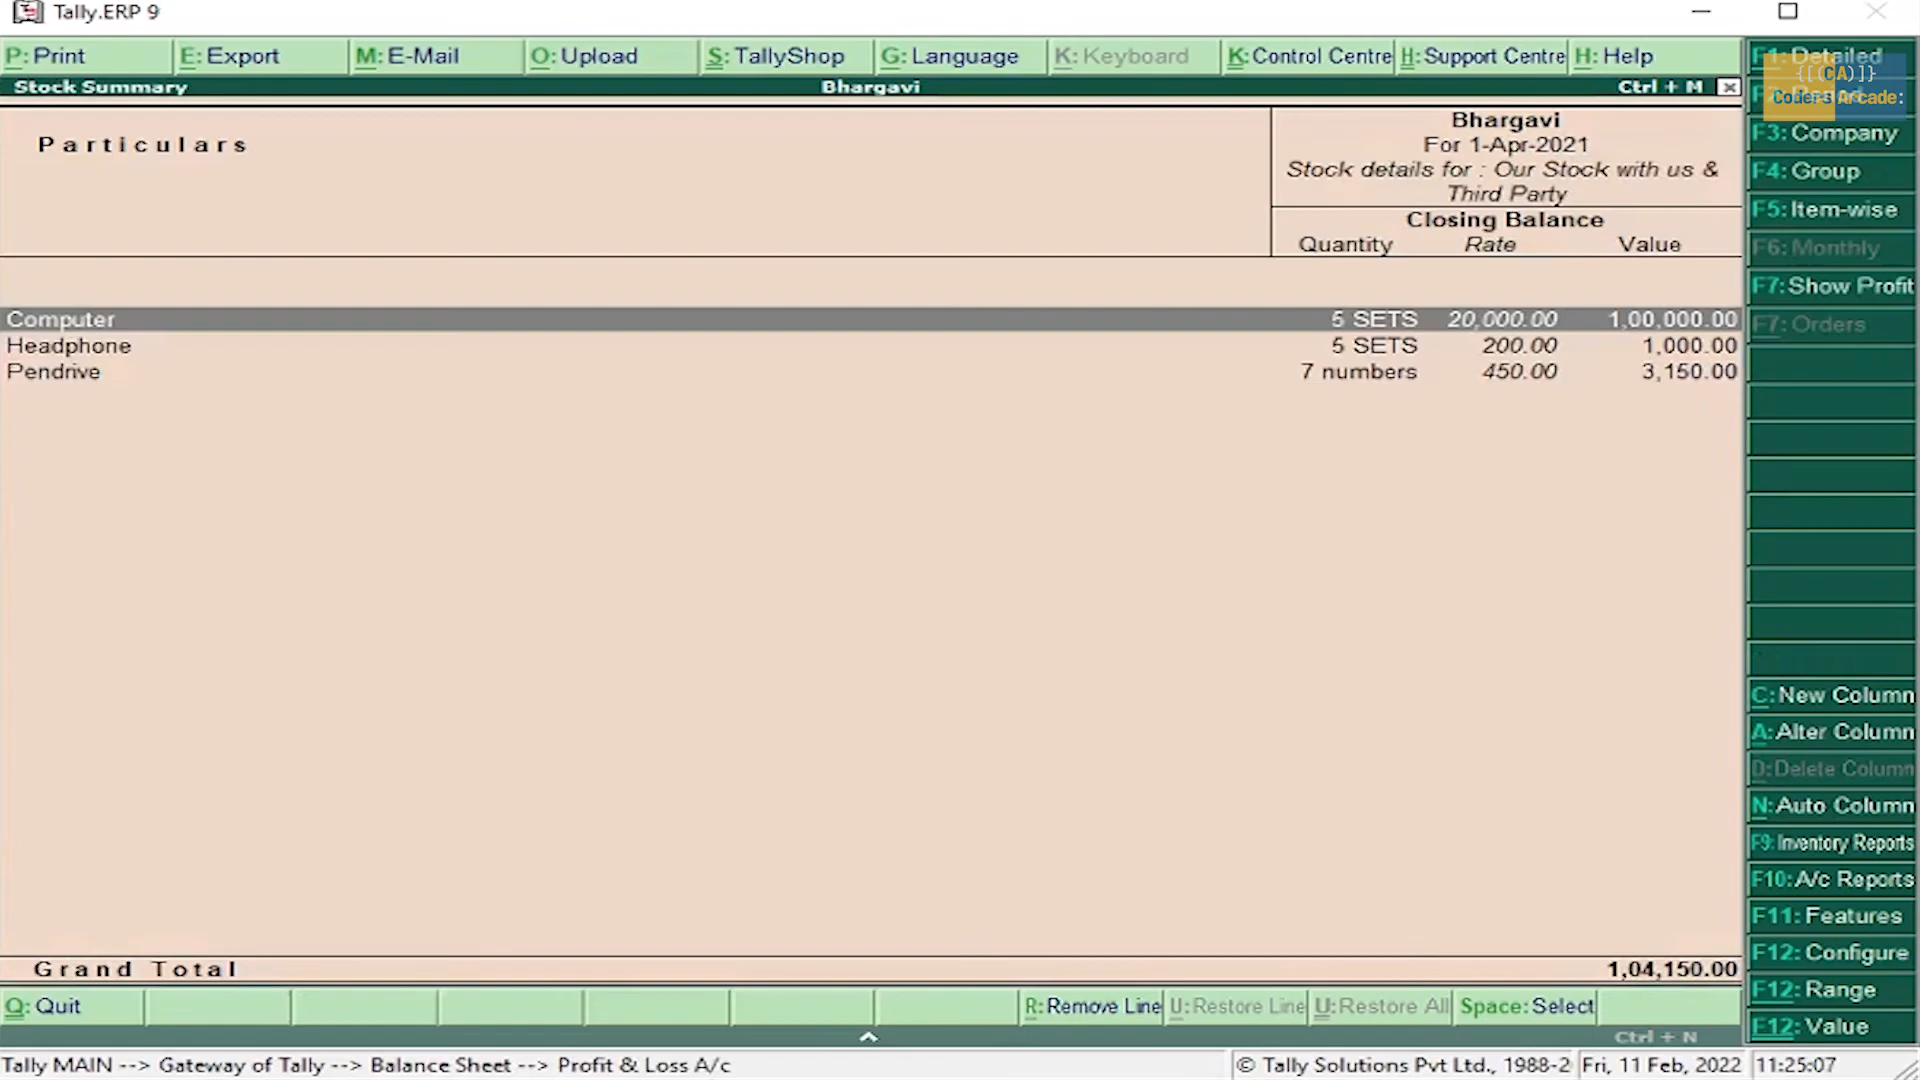 Tally.ERP 9
P: Print E: Export M: E-Mail O: Upload S: TallyShop G: Language K: Keyboard K: Control Centre H: Support Centre H: Help
F1: Detailed
{[(CA)]}
Stock Summary Bhargavi Ctrl + N
Coders Arcade:
Bhargavi
F3: Company
Particulars
For 1-Apr-2021
Stock details for : Our Stock with us &
F4: Group
Third Party
Closing Balance
F5: Item-wise
Quantity Rate Value
F6: Monthly
F7: Show Profit
Computer 5 SETS 20,000.00 1,00,000.00
F7: Orders
Headphone 5 SETS 200.00 1,000.00
Pendrive 7 numbers 450.00 3,150.00
C: New Column
A: Alter Column
D: Delete Column
N: Auto Column
F9: Inventory Reports
F10: A/c Reports
F11: Features
F12: Configure
Grand Total 1,04,150.00
F12: Range
Q: Quit R: Remove Line U: Restore Line U: Restore All Space: Select
F12: Value
Ctrl + N
Tally MAIN --> Gateway of Tally --> Balance Sheet --> Profit & Loss A/c © Tally Solutions Pvt Ltd., 1988-2 Fri, 11 Feb, 2022 11:25:07